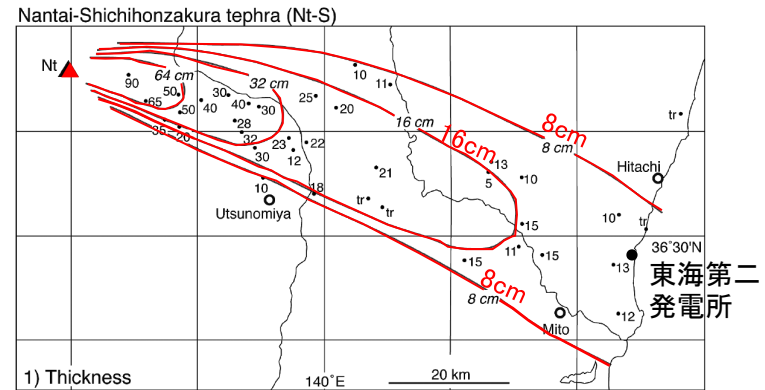 Nantai-Shichihonzakura tephra (Nt-S)
Nt
64 cm
32 cm
90
50
65
50
40
30
40
30
25
20
10
11
16 cm
16cm
8cm
8 cm
tr
35
20
28
32
30
23
12
22
13
5
10
Hitachi
21
10
18
tr
tr
Utsunomiya
15
11
15
15
10
tr
36°30'N
13
東海第二
発電所
8cm
8 cm
12
Mito
1) Thickness
140°E
20 km